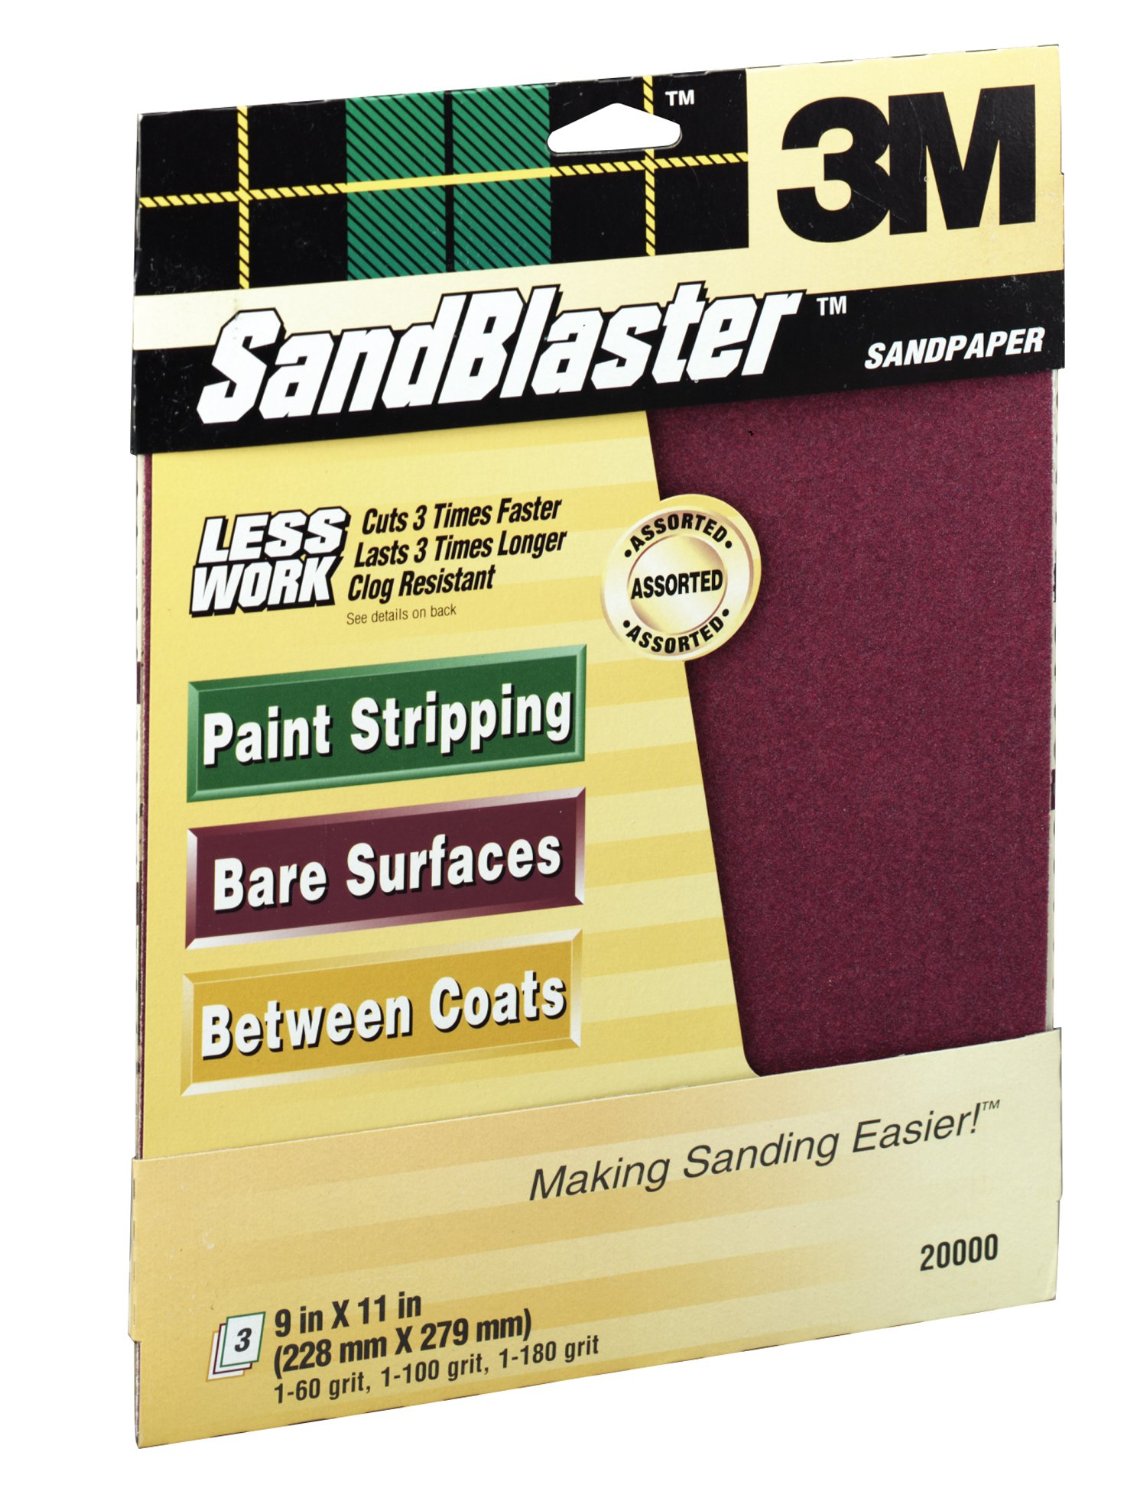 ™
3M
SandBlaster™
SANDPAPER
LESS
WORK
Cuts 3 Times Faster
Lasts 3 Times Longer
Clog Resistant
See details on back
•ASSORTED•
ASSORTED
•ASSORTED•
Paint Stripping
Bare Surfaces
Between Coats
Making Sanding Easier!™
20000
3
9 in X 11 in
(228 mm X 279 mm)
1-60 grit, 1-100 grit, 1-180 grit